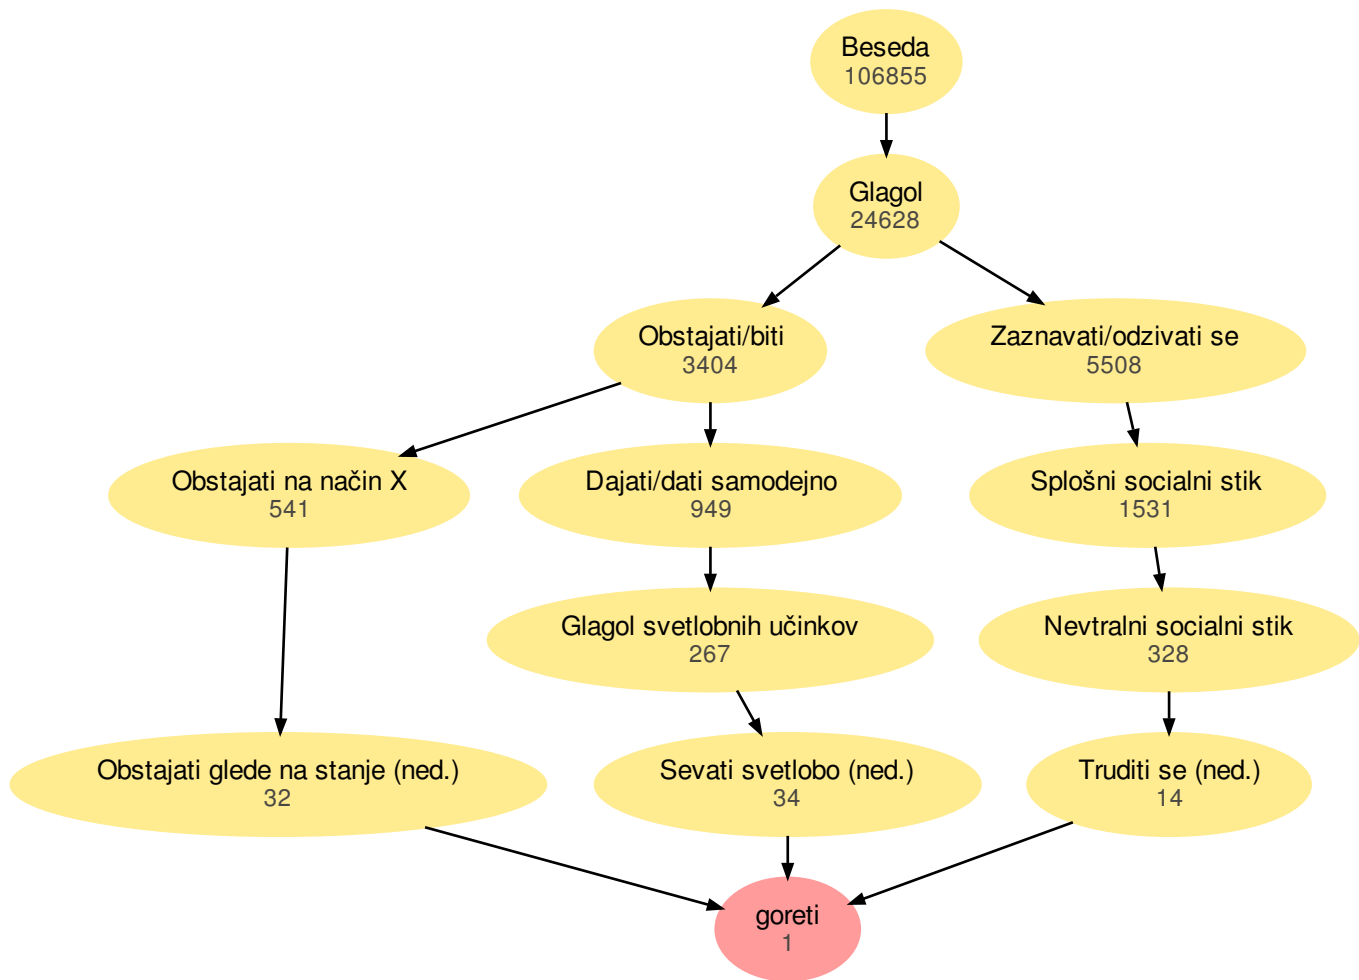 Beseda
106855
Glagol
24628
Obstajati/biti
3404
Zaznavati/odzivati se
5508
Obstajati na način X
541
Dajati/dati samodejno
949
Splošni socialni stik
1531
Glagol svetlobnih učinkov
267
Nevtralni socialni stik
328
Obstajati glede na stanje (ned.)
32
Sevati svetlobo (ned.)
34
Truditi se (ned.)
14
goreti
1